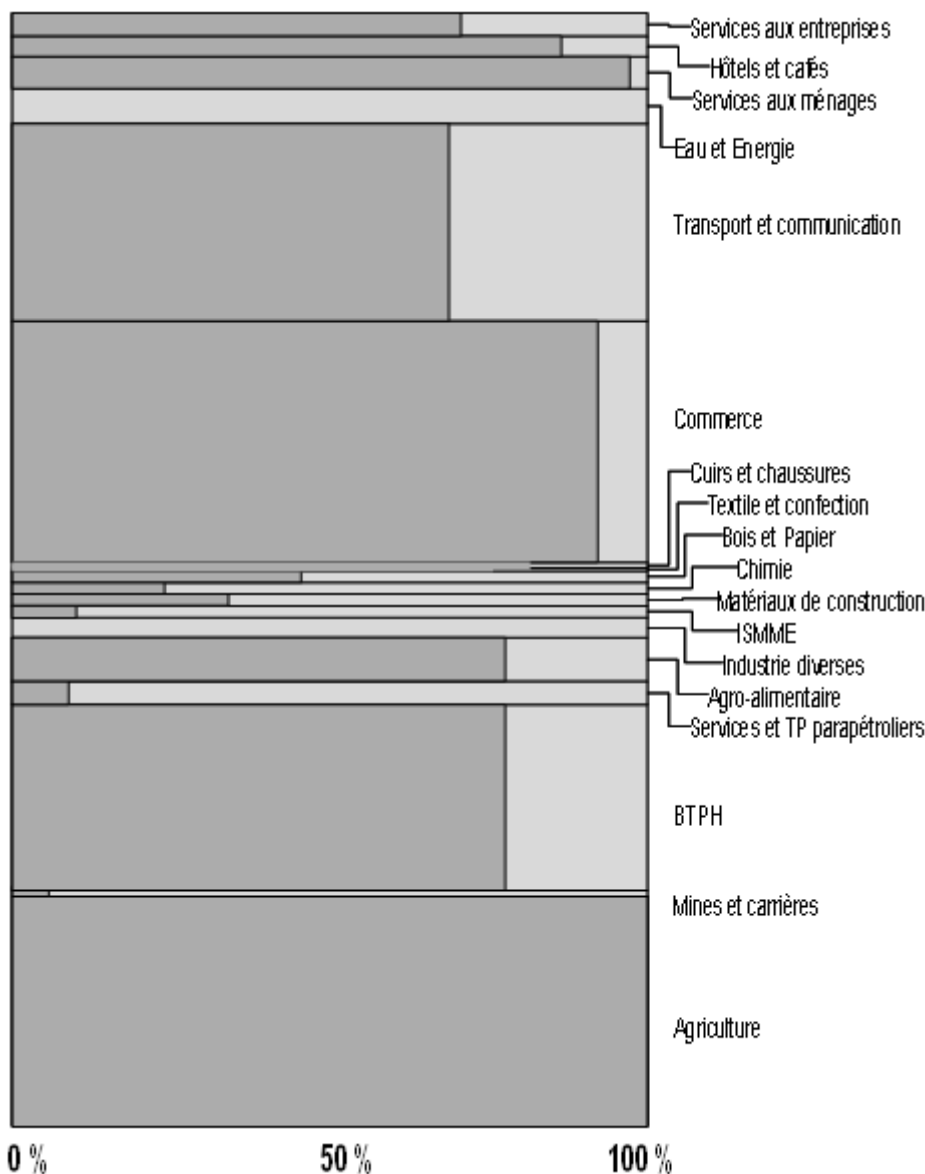 Services aux entreprises
Hôtels et cafés
Services aux ménages
Eau et Energie
Transport et communication
Commerce
Cuirs et chaussures
Textile et confection
Bois et Papier
Chimie
Matériaux de construction
ISMME
Industrie diverses
Agro-alimentaire
Services et TP parapétroliers
BTPH
Mines et carrières
Agriculture
0 % 50 % 100 %